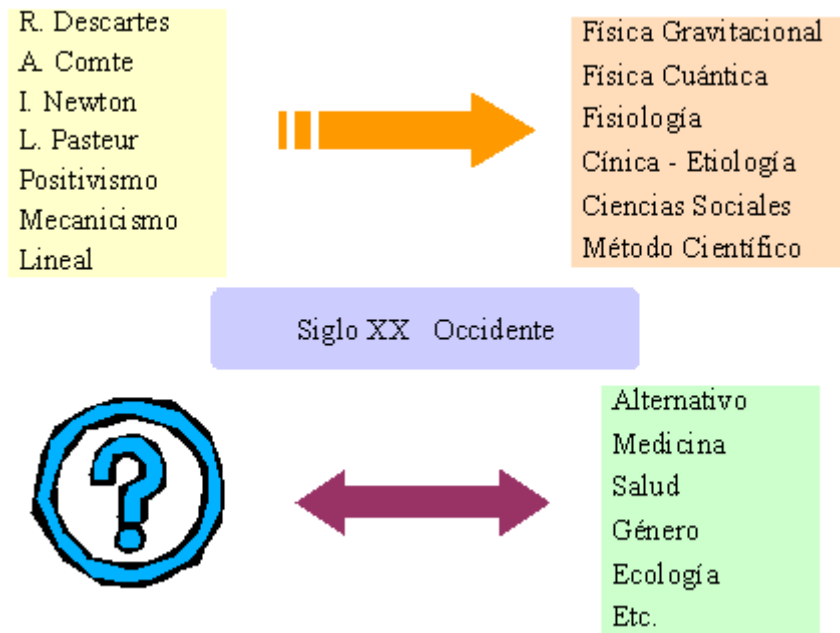 R. Descartes
A. Comte
I. Newton
L. Pasteur
Positivismo
Mecanicismo
Lineal
Física Gravitacional
Física Cuántica
Fisiología
Cínica - Etiología
Ciencias Sociales
Método Científico
Siglo XX Occidente
?
Alternativo
Medicina
Salud
Género
Ecología
Etc.